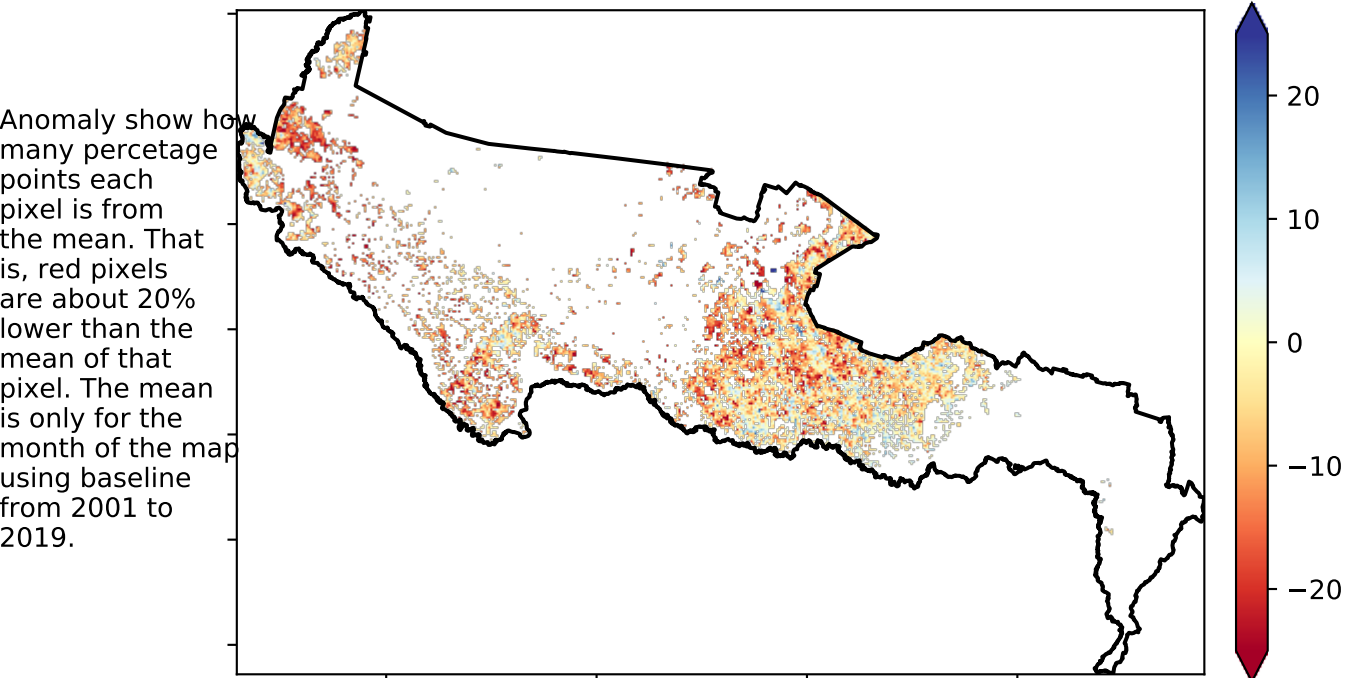 Anomaly show how
many percetage
points each
pixel is from
the mean. That
is, red pixels
are about 20%
lower than the
mean of that
pixel. The mean
is only for the
month of the map
using baseline
from 2001 to
2019.
20
10
0
−10
−20